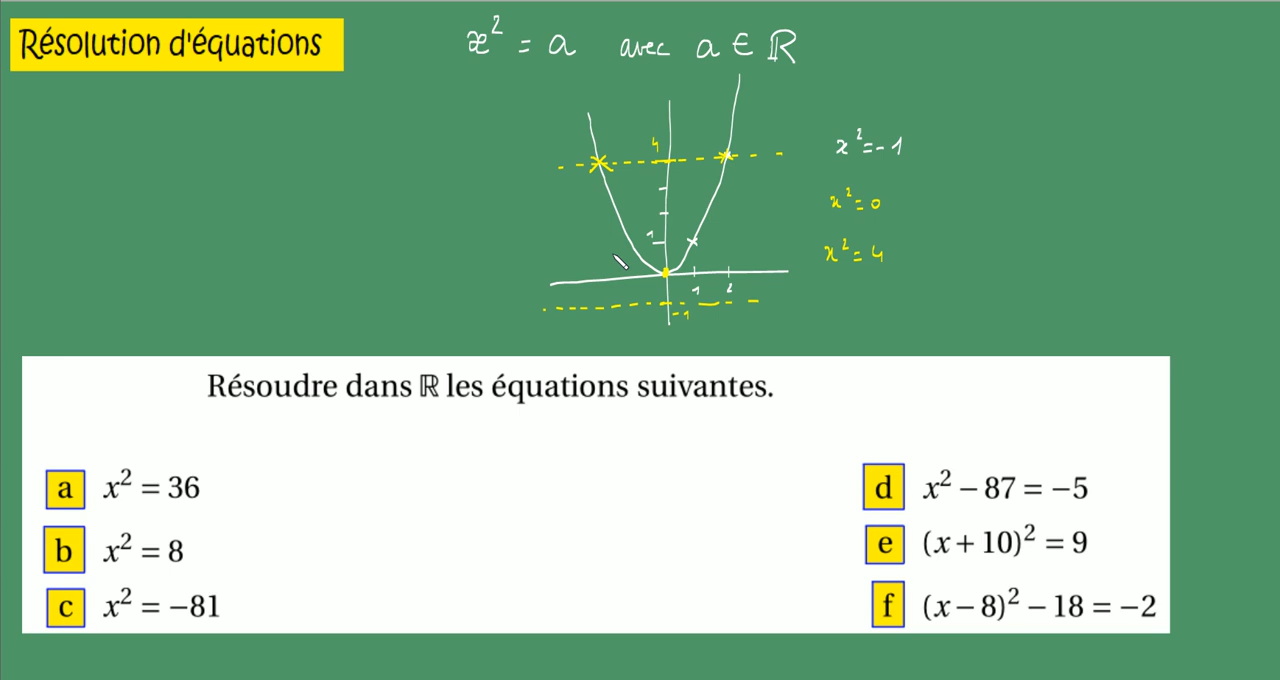 Résolution d'équations
x² = a avec a ∈ ℝ
4
x² = -1
x² = 0
1
x² = 4
1 2
-1
Résoudre dans ℝ les équations suivantes.
a x² = 36
d x² − 87 = −5
b x² = 8
e (x + 10)² = 9
c x² = −81
f (x − 8)² − 18 = −2